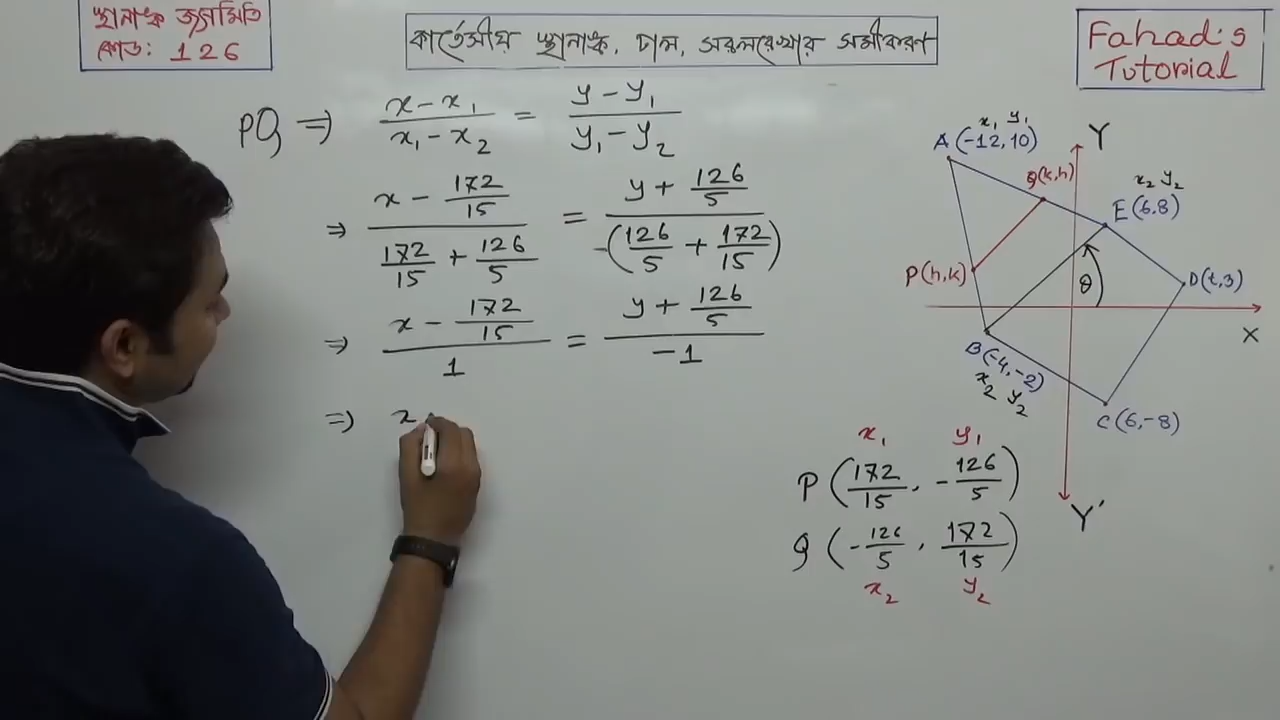 স্থানাঙ্ক জ্যামিতি
কোড: 126
কার্তেসীয় স্থানাঙ্ক, ঢাল, সরলরেখার সমীকরণ
Fahad's
Tutorial
PQ ⇒ (x - x₁)/(x₁ - x₂) = (y - y₁)/(y₁ - y₂)
⇒ (x - 172/15)/(172/15 + 126/5) = (y + 126/5)/(-(126/5 + 172/15))
⇒ (x - 172/15)/1 = (y + 126/5)/(-1)
⇒ x
x₁ y₁
A(-12,10)
Y
Q(k,h)
x₂ y₂
E(6,8)
P(h,k)
θ
D(t,3)
X
B(-4,-2)
x₂ y₂
C(6,-8)
Y'
x₁ y₁
P(172/15, -126/5)
Q(-126/5, 172/15)
x₂ y₂